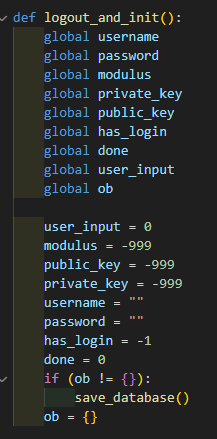 def logout_and_init():
    global username
    global password
    global modulus
    global private_key
    global public_key
    global has_login
    global done
    global user_input
    global ob

    user_input = 0
    modulus = -999
    public_key = -999
    private_key = -999
    username = ""
    password = ""
    has_login = -1
    done = 0
    if (ob != {}):
        save_database()
    ob = {}